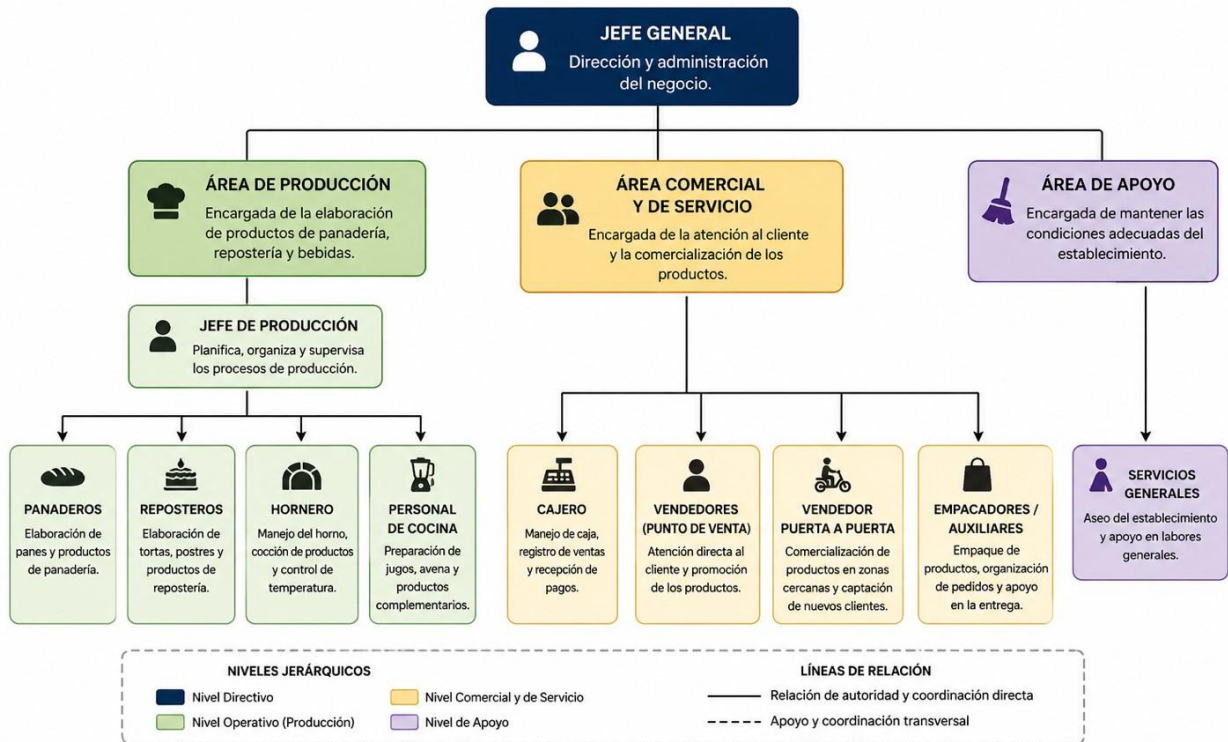 JEFE GENERAL
Dirección y administración
del negocio.
ÁREA DE PRODUCCIÓN
Encargada de la elaboración
de productos de panadería,
repostería y bebidas.
ÁREA COMERCIAL
Y DE SERVICIO
Encargada de la atención al cliente
y la comercialización de los
productos.
ÁREA DE APOYO
Encargada de mantener las
condiciones adecuadas del
establecimiento.
JEFE DE PRODUCCIÓN
Planifica, organiza y supervisa
los procesos de producción.
PANADEROS
Elaboración de
panes y productos
de panadería.
REPOSTEROS
Elaboración de
tortas, postres y
productos de
repostería.
HORNERO
Manejo del horno,
cocción de productos
y control de
temperatura.
PERSONAL
DE COCINA
Preparación de
jugos, avena y
productos
complementarios.
CAJERO
Manejo de caja,
registro de ventas
y recepción de
pagos.
VENDEDORES
(PUNTO DE VENTA)
Atención directa al
cliente y promoción
de los productos.
VENDEDOR
PUERTA A PUERTA
Comercialización de
productos en zonas
cercanas y captación
de nuevos clientes.
EMPACADORES /
AUXILIARES
Empaque de
productos, organización
de pedidos y apoyo
en la entrega.
SERVICIOS
GENERALES
Aseo del establecimiento
y apoyo en labores
generales.
NIVELES JERÁRQUICOS
Nivel Directivo
Nivel Operativo (Producción)
Nivel Comercial y de Servicio
Nivel de Apoyo
LÍNEAS DE RELACIÓN
Relación de autoridad y coordinación directa
Apoyo y coordinación transversal